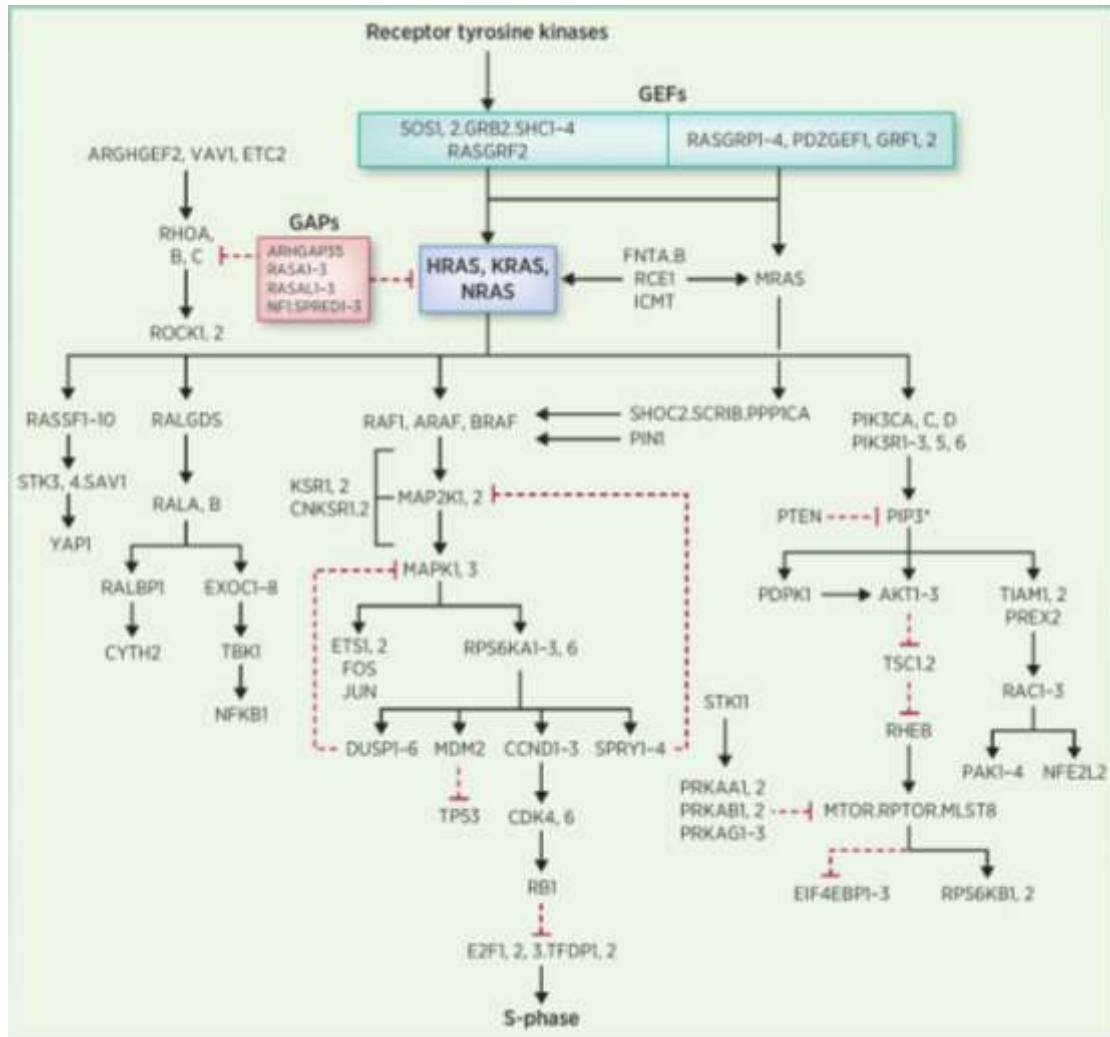 Receptor tyrosine kinases
GEFs
SOS1, 2.GRB2.SHC1–4
RASGRF2
RASGRP1–4, PDZGEF1, GRF1, 2
ARGHGEF2, VAV1, ETC2
GAPs
RHOA,
B, C
ARHGAP35
RASA1–3
RASAL1–3
NF1.SPRED1–3
HRAS, KRAS,
NRAS
FNTA.B
RCE1
ICMT
MRAS
ROCK1, 2
RASSF1–10
RALGDS
RAF1, ARAF, BRAF
SHOC2.SCRIB.PPP1CA
PIN1
PIK3CA, C, D
PIK3R1–3, 5, 6
STK3, 4.SAV1
RALA, B
KSR1, 2
CNKSR1.2
MAP2K1, 2
PTEN
PIP3*
YAP1
RALBP1
EXOC1–8
MAPK1, 3
PDPK1
AKT1–3
TIAM1, 2
PREX2
CYTH2
TBK1
ETS1, 2
FOS
JUN
RPS6KA1–3, 6
TSC1.2
RAC1–3
NFKB1
STK11
RHEB
DUSP1–6
MDM2
CCND1–3
SPRY1–4
PAK1–4
NFE2L2
PRKAA1, 2
PRKAB1, 2
PRKAG1–3
MTOR.RPTOR.MLST8
TP53
CDK4, 6
RB1
EIF4EBP1–3
RPS6KB1, 2
E2F1, 2, 3.TFDP1, 2
S-phase